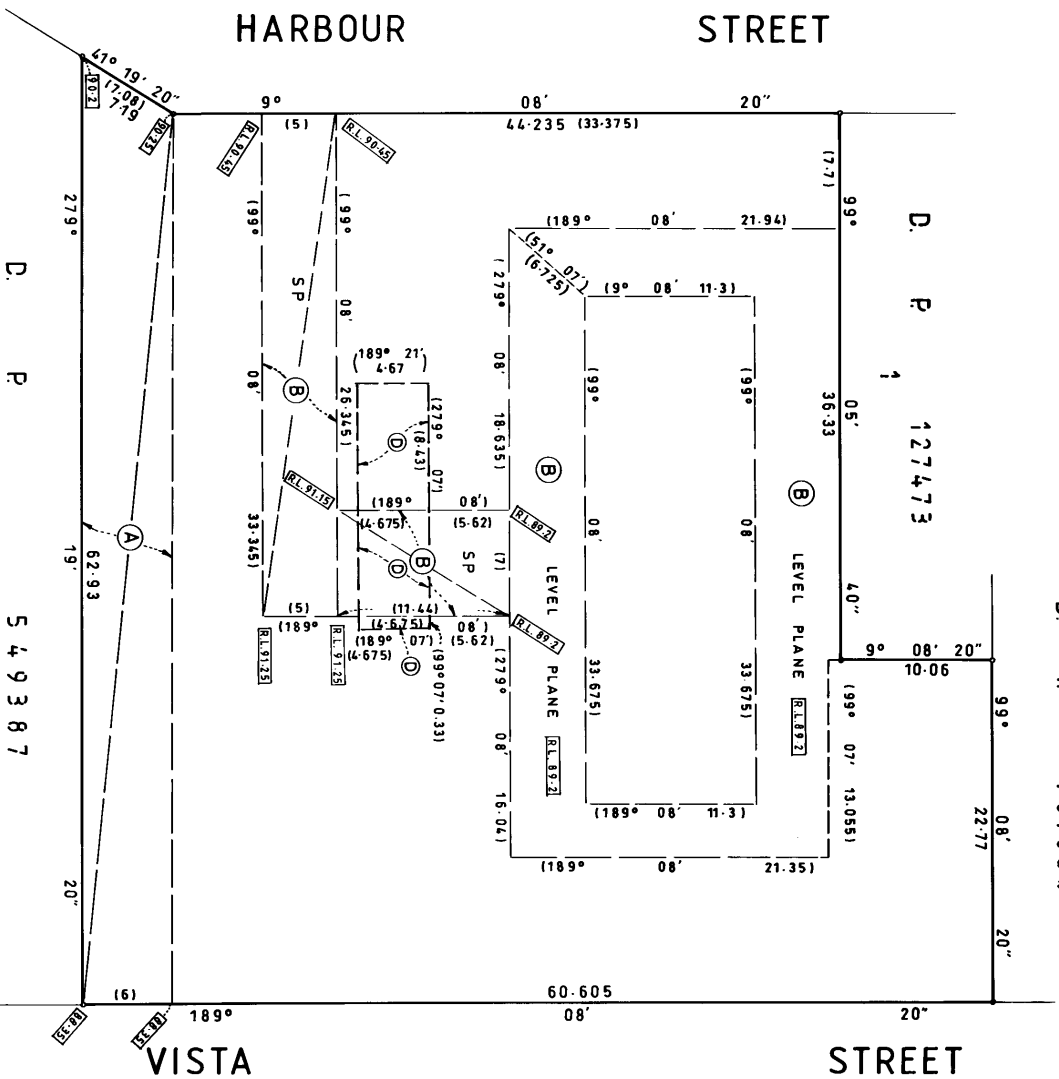 HARBOUR STREET
41° 19' 20"
(7.08)
7.19
90.2
90.25
9° 08' 20"
(5)
44.235 (33.375)
R.L. 90.45
R.L. 90.45
(7.7)
99° 05' 40"
36.33
D. P. 127473
1
279° 19' 20"
62.93
D. P. 549387
(99° 08' 33.345)
(99° 08' 26.345)
SP
B
(189° 21'
4.67
(279° 07')
(8.43)
D
(189° 08' 21.94)
(51° 07')
(6.725)
(9° 08' 11.3)
(279° 08' 18.635)
(99° 08' 33.675)
(99° 08' 33.675)
B
B
LEVEL PLANE R.L. 89.2
LEVEL PLANE R.L. 89.2
R.L. 91.15
(189° 08')
(4.675) (5.62)
R.L. 89.2
A
B
D
SP
(7)
(5) (11.44)
(189° (4.675) 08')
(189° 07') (5.62)
(4.675)
R.L. 89.2
R.L. 91.25
R.L. 91.25
D
(99° 07' 0.33)
(279° 08' 16.04)
9° 08' 20"
10.06
(99° 07' 13.055)
99° 08' 20"
22.77
(189° 08' 11.3)
(189° 08' 21.35)
(6)
60.605
189° 08' 20"
88.35
88.35
VISTA STREET